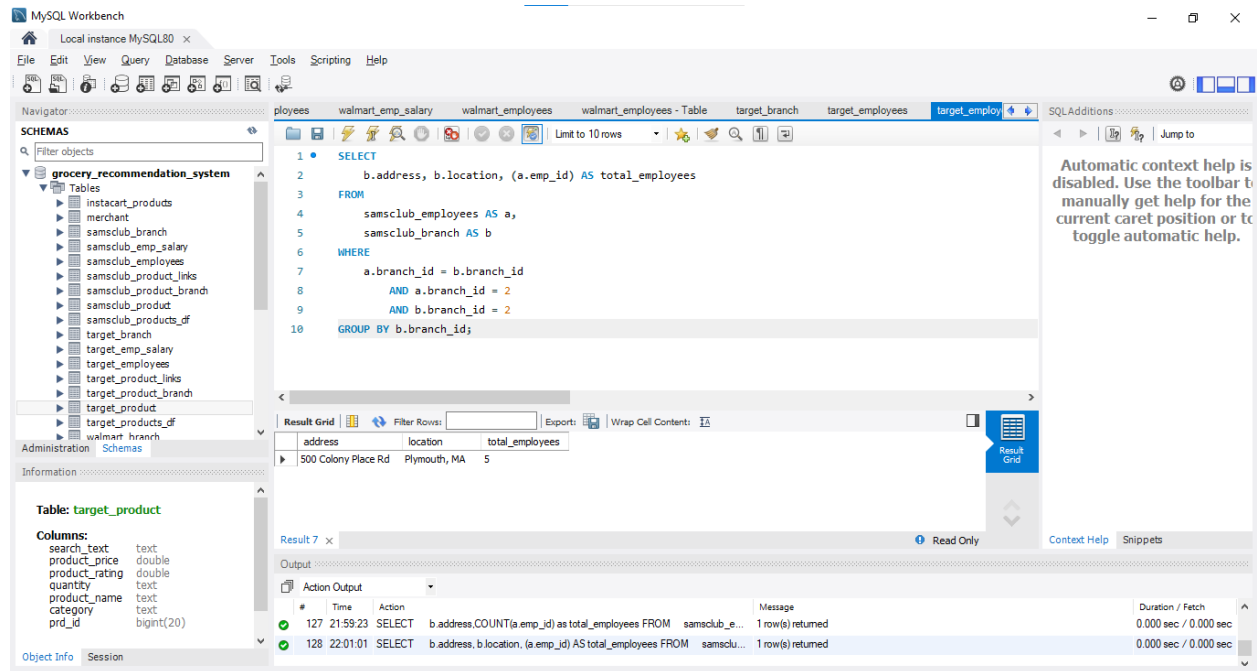 MySQL Workbench
Local instance MySQL80 ×
File Edit View Query Database Server Tools Scripting Help
Navigator
SCHEMAS
Filter objects
grocery_recommendation_system
Tables
instacart_products
merchant
samsclub_branch
samsclub_emp_salary
samsclub_employees
samsclub_product_links
samsclub_product_branch
samsclub_product
samsclub_products_df
target_branch
target_emp_salary
target_employees
target_product_links
target_product_branch
target_product
target_products_df
walmart_branch
Administration Schemas
Information
Table: target_product
Columns:
search_text text
product_price double
product_rating double
quantity text
product_name text
category text
prd_id bigint(20)
Object Info Session
ployees walmart_emp_salary walmart_employees walmart_employees - Table target_branch target_employees target_employ
Limit to 10 rows
1 SELECT
2 b.address, b.location, (a.emp_id) AS total_employees
3 FROM
4 samsclub_employees AS a,
5 samsclub_branch AS b
6 WHERE
7 a.branch_id = b.branch_id
8 AND a.branch_id = 2
9 AND b.branch_id = 2
10 GROUP BY b.branch_id;
Result Grid Filter Rows: Export: Wrap Cell Content:
address location total_employees
500 Colony Place Rd Plymouth, MA 5
Result Grid
Result 7 ×
Read Only
Output
Action Output
# Time Action Message Duration / Fetch
127 21:59:23 SELECT b.address,COUNT(a.emp_id) as total_employees FROM samsclub_e... 1 row(s) returned 0.000 sec / 0.000 sec
128 22:01:01 SELECT b.address, b.location, (a.emp_id) AS total_employees FROM samsclu... 1 row(s) returned 0.000 sec / 0.000 sec
SQLAdditions
Jump to
Automatic context help is
disabled. Use the toolbar to
manually get help for the
current caret position or to
toggle automatic help.
Context Help Snippets